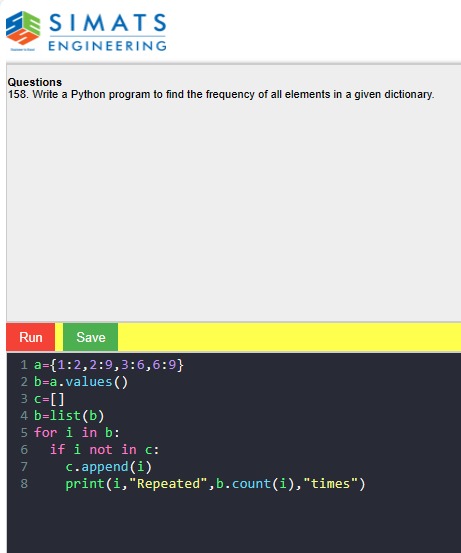 SIMATS
ENGINEERING
Questions
158. Write a Python program to find the frequency of all elements in a given dictionary.
Run Save
1 a={1:2,2:9,3:6,6:9}
2 b=a.values()
3 c=[]
4 b=list(b)
5 for i in b:
6   if i not in c:
7     c.append(i)
8     print(i,"Repeated",b.count(i),"times")